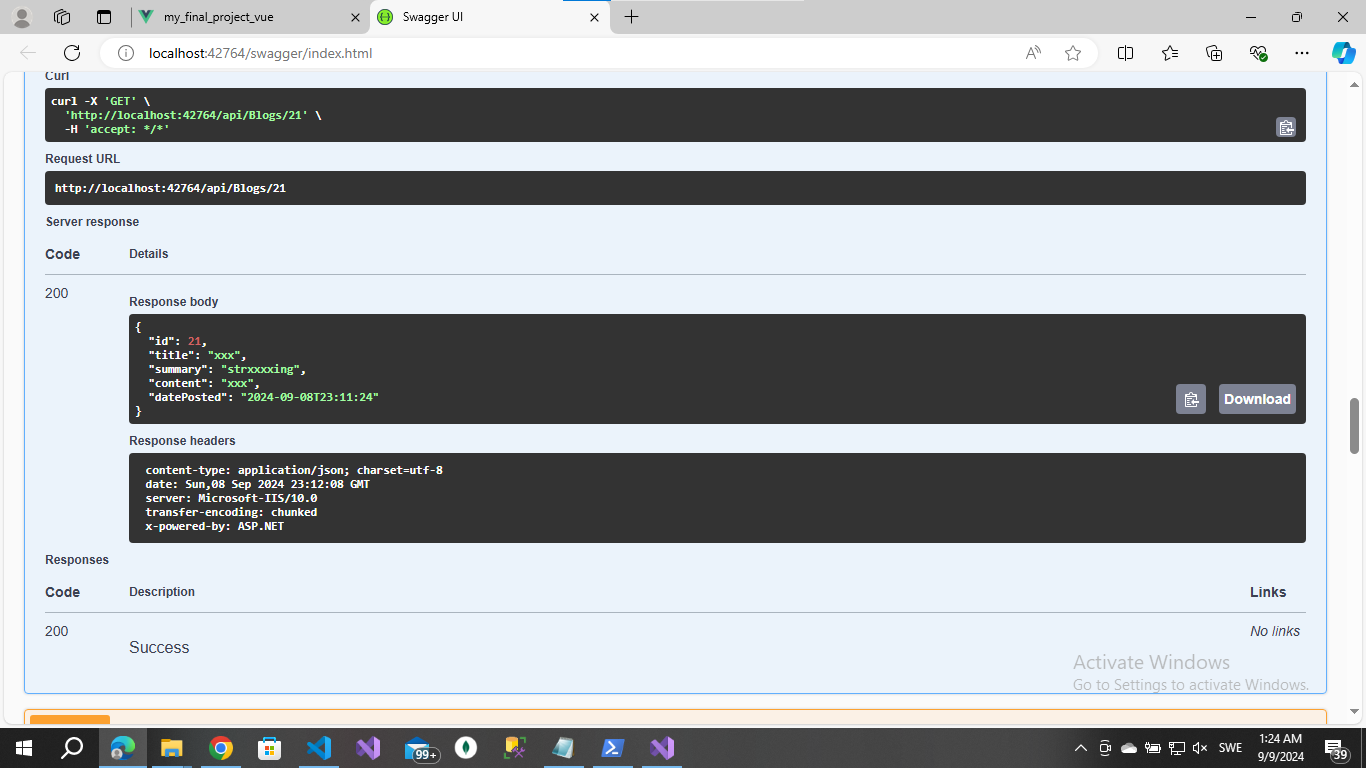 my_final_project_vue
Swagger UI
localhost:42764/swagger/index.html
Curl
curl -X 'GET' \
'http://localhost:42764/api/Blogs/21' \
-H 'accept: */*'
Request URL
http://localhost:42764/api/Blogs/21
Server response
Code Details
200
Response body
{
"id": 21,
"title": "xxx",
"summary": "strxxxxing",
"content": "xxx",
"datePosted": "2024-09-08T23:11:24"
}
Download
Response headers
content-type: application/json; charset=utf-8
date: Sun,08 Sep 2024 23:12:08 GMT
server: Microsoft-IIS/10.0
transfer-encoding: chunked
x-powered-by: ASP.NET
Responses
Code Description Links
200 No links
Success
Activate Windows
Go to Settings to activate Windows.
99+
SWE
1:24 AM
9/9/2024
39